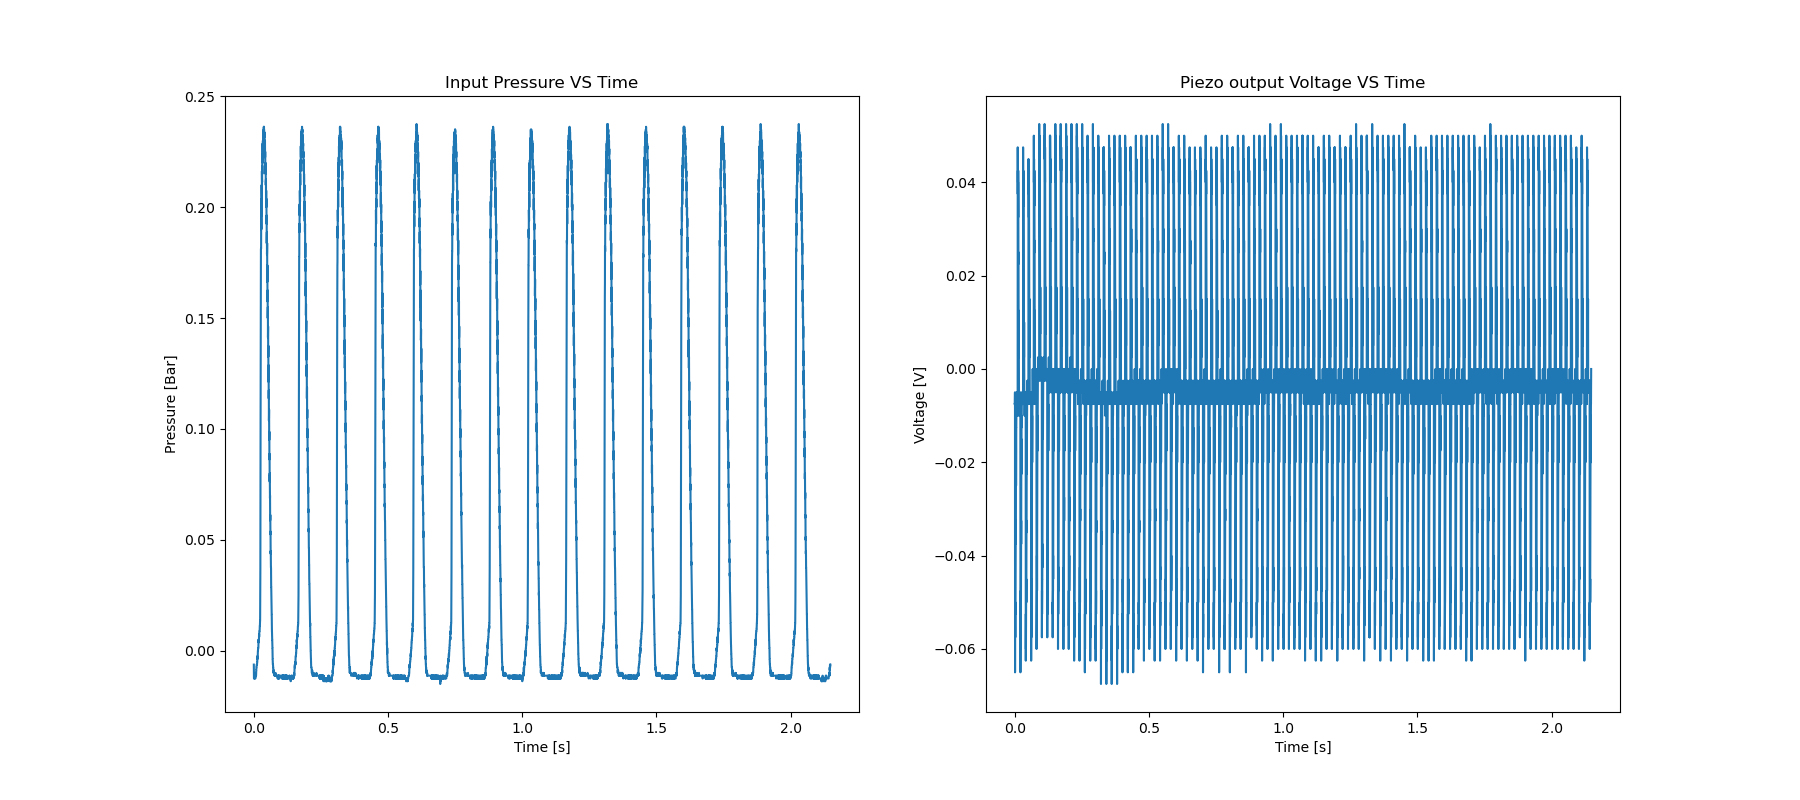 Input Pressure VS Time
0.25
0.20
0.15
0.10
0.05
0.00
Pressure [Bar]
0.0 0.5 1.0 1.5 2.0
Time [s]
Piezo output Voltage VS Time
0.04
0.02
0.00
−0.02
−0.04
−0.06
Voltage [V]
0.0 0.5 1.0 1.5 2.0
Time [s]